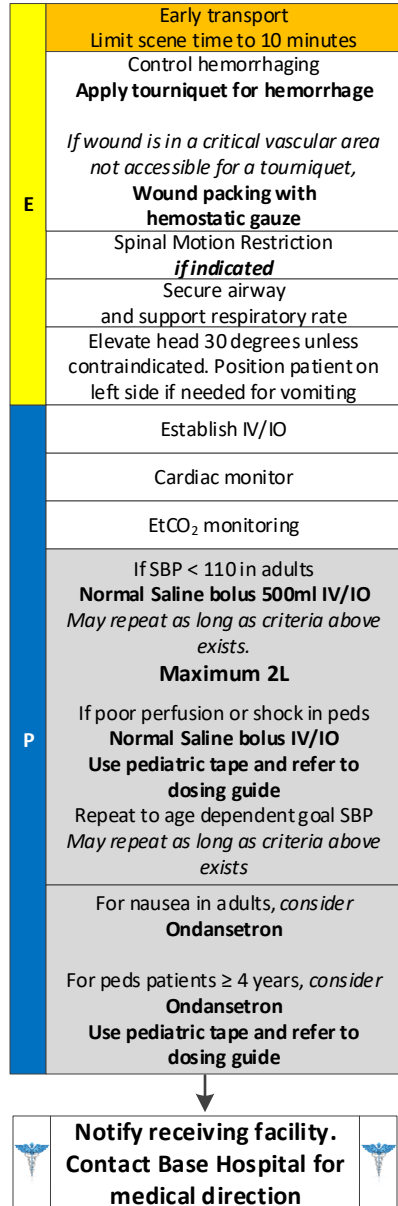 Early transport
Limit scene time to 10 minutes
E
Control hemorrhaging
Apply tourniquet for hemorrhage
If wound is in a critical vascular area
not accessible for a tourniquet,
Wound packing with
hemostatic gauze
Spinal Motion Restriction
if indicated
Secure airway
and support respiratory rate
Elevate head 30 degrees unless
contraindicated. Position patient on
left side if needed for vomiting
P
Establish IV/IO
Cardiac monitor
EtCO₂ monitoring
If SBP < 110 in adults
Normal Saline bolus 500ml IV/IO
May repeat as long as criteria above
exists.
Maximum 2L
If poor perfusion or shock in peds
Normal Saline bolus IV/IO
Use pediatric tape and refer to
dosing guide
Repeat to age dependent goal SBP
May repeat as long as criteria above
exists
For nausea in adults, consider
Ondansetron
For peds patients ≥ 4 years, consider
Ondansetron
Use pediatric tape and refer to
dosing guide
Notify receiving facility.
Contact Base Hospital for
medical direction